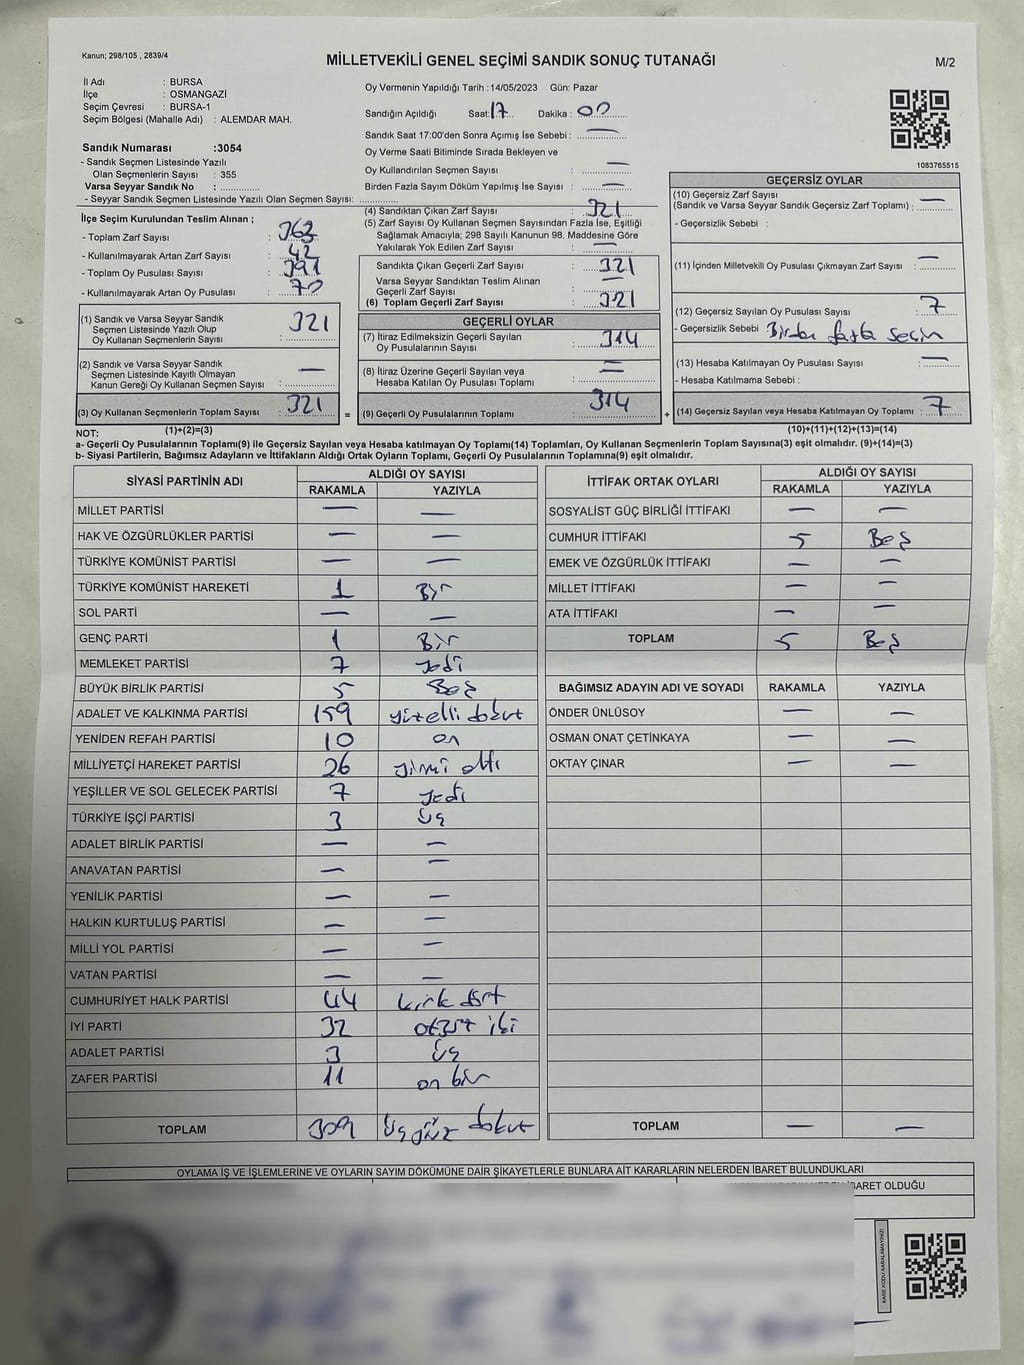 Kanun; 298/105 , 2839/4
MİLLETVEKİLİ GENEL SEÇİMİ SANDIK SONUÇ TUTANAĞI
M/2
İl Adı : BURSA
İlçe : OSMANGAZİ
Seçim Çevresi : BURSA-1
Seçim Bölgesi (Mahalle Adı) : ALEMDAR MAH.
Sandık Numarası :3054
- Sandık Seçmen Listesinde Yazılı
Olan Seçmenlerin Sayısı : 355
Varsa Seyyar Sandık No :
- Seyyar Sandık Seçmen Listesinde Yazılı Olan Seçmen Sayısı:
Oy Vermenin Yapıldığı Tarih :14/05/2023 Gün: Pazar
Sandığın Açıldığı Saat: 17 Dakika : 00
Sandık Saat 17:00'den Sonra Açımış İse Sebebi : —
Oy Verme Saati Bitiminde Sırada Bekleyen ve
Oy Kullandırılan Seçmen Sayısı : —
Birden Fazla Sayım Döküm Yapılmış İse Sayısı : —
1083765515
İlçe Seçim Kurulundan Teslim Alınan ;
- Toplam Zarf Sayısı : 363
- Kullanılmayarak Artan Zarf Sayısı : 42
- Toplam Oy Pusulası Sayısı : 391
- Kullanılmayarak Artan Oy Pusulası : 70
(1) Sandık ve Varsa Seyyar Sandık
Seçmen Listesinde Yazılı Olup
Oy Kullanan Seçmenlerin Sayısı : 321
(2) Sandık ve Varsa Seyyar Sandık
Seçmen Listesinde Kayıtlı Olmayan
Kanun Gereği Oy Kullanan Seçmen Sayısı : —
(3) Oy Kullanan Seçmenlerin Toplam Sayısı : 321
(4) Sandıktan Çıkan Zarf Sayısı : 321
(5) Zarf Sayısı Oy Kullanan Seçmen Sayısından Fazla İse, Eşitliği
Sağlamak Amacıyla; 298 Sayılı Kanunun 98. Maddesine Göre
Yakılarak Yok Edilen Zarf Sayısı : —
Sandıkta Çıkan Geçerli Zarf Sayısı : 321
Varsa Seyyar Sandıktan Teslim Alınan
Geçerli Zarf Sayısı : —
(6) Toplam Geçerli Zarf Sayısı : 321
GEÇERLİ OYLAR
(7) İtiraz Edilmeksizin Geçerli Sayılan
Oy Pusulalarının Sayısı : 314
(8) İtiraz Üzerine Geçerli Sayılan veya
Hesaba Katılan Oy Pusulası Toplamı : —
= (9) Geçerli Oy Pusulalarının Toplamı : 314
GEÇERSİZ OYLAR
(10) Geçersiz Zarf Sayısı
(Sandık ve Varsa Seyyar Sandık Geçersiz Zarf Toplamı) : —
- Geçersizlik Sebebi :
(11) İçinden Milletvekili Oy Pusulası Çıkmayan Zarf Sayısı : —
(12) Geçersiz Sayılan Oy Pusulası Sayısı : 7
- Geçersizlik Sebebi : Birden fazla seçim
(13) Hesaba Katılmayan Oy Pusulası Sayısı : —
- Hesaba Katılmama Sebebi :
+ (14) Geçersiz Sayılan veya Hesaba Katılmayan Oy Toplamı : 7
NOT: (1)+(2)=(3) (10)+(11)+(12)+(13)=(14)
a- Geçerli Oy Pusulalarının Toplamı(9) ile Geçersiz Sayılan veya Hesaba katılmayan Oy Toplamı(14) Toplamları, Oy Kullanan Seçmenlerin Toplam Sayısına(3) eşit olmalıdır. (9)+(14)=(3)
b- Siyasi Partilerin, Bağımsız Adayların ve İttifakların Aldığı Ortak Oyların Toplamı, Geçerli Oy Pusulalarının Toplamına(9) eşit olmalıdır.
SİYASİ PARTİNİN ADI ALDIĞI OY SAYISI
RAKAMLA YAZIYLA
MİLLET PARTİSİ — —
HAK VE ÖZGÜRLÜKLER PARTİSİ — —
TÜRKİYE KOMÜNİST PARTİSİ — —
TÜRKİYE KOMÜNİST HAREKETİ 1 Bir
SOL PARTİ — —
GENÇ PARTİ 1 Bir
MEMLEKET PARTİSİ 7 Yedi
BÜYÜK BİRLİK PARTİSİ 5 Beş
ADALET VE KALKINMA PARTİSİ 159 yüzelli dokuz
YENİDEN REFAH PARTİSİ 10 on
MİLLİYETÇİ HAREKET PARTİSİ 26 yirmi altı
YEŞİLLER VE SOL GELECEK PARTİSİ 7 yedi
TÜRKİYE İŞÇİ PARTİSİ 3 Üç
ADALET BİRLİK PARTİSİ — —
ANAVATAN PARTİSİ — —
YENİLİK PARTİSİ — —
HALKIN KURTULUŞ PARTİSİ — —
MİLLİ YOL PARTİSİ — —
VATAN PARTİSİ — —
CUMHURİYET HALK PARTİSİ 44 kırk dört
İYİ PARTİ 32 otuz iki
ADALET PARTİSİ 3 Üç
ZAFER PARTİSİ 11 on bir
TOPLAM 309 Üç yüz dokuz
İTTİFAK ORTAK OYLARI ALDIĞI OY SAYISI
RAKAMLA YAZIYLA
SOSYALİST GÜÇ BİRLİĞİ İTTİFAKI — —
CUMHUR İTTİFAKI 5 Beş
EMEK VE ÖZGÜRLÜK İTTİFAKI — —
MİLLET İTTİFAKI — —
ATA İTTİFAKI — —
TOPLAM 5 Beş
BAĞIMSIZ ADAYIN ADI VE SOYADI RAKAMLA YAZIYLA
ÖNDER ÜNLÜSOY — —
OSMAN ONAT ÇETİNKAYA — —
OKTAY ÇINAR — —
TOPLAM — —
OYLAMA İŞ VE İŞLEMLERİNE VE OYLARIN SAYIM DÖKÜMÜNE DAİR ŞİKAYETLERLE BUNLARA AİT KARARLARIN NELERDEN İBARET BULUNDUKLARI
İBARET OLDUĞU
KARE KODU KARALAMAYINIZ!